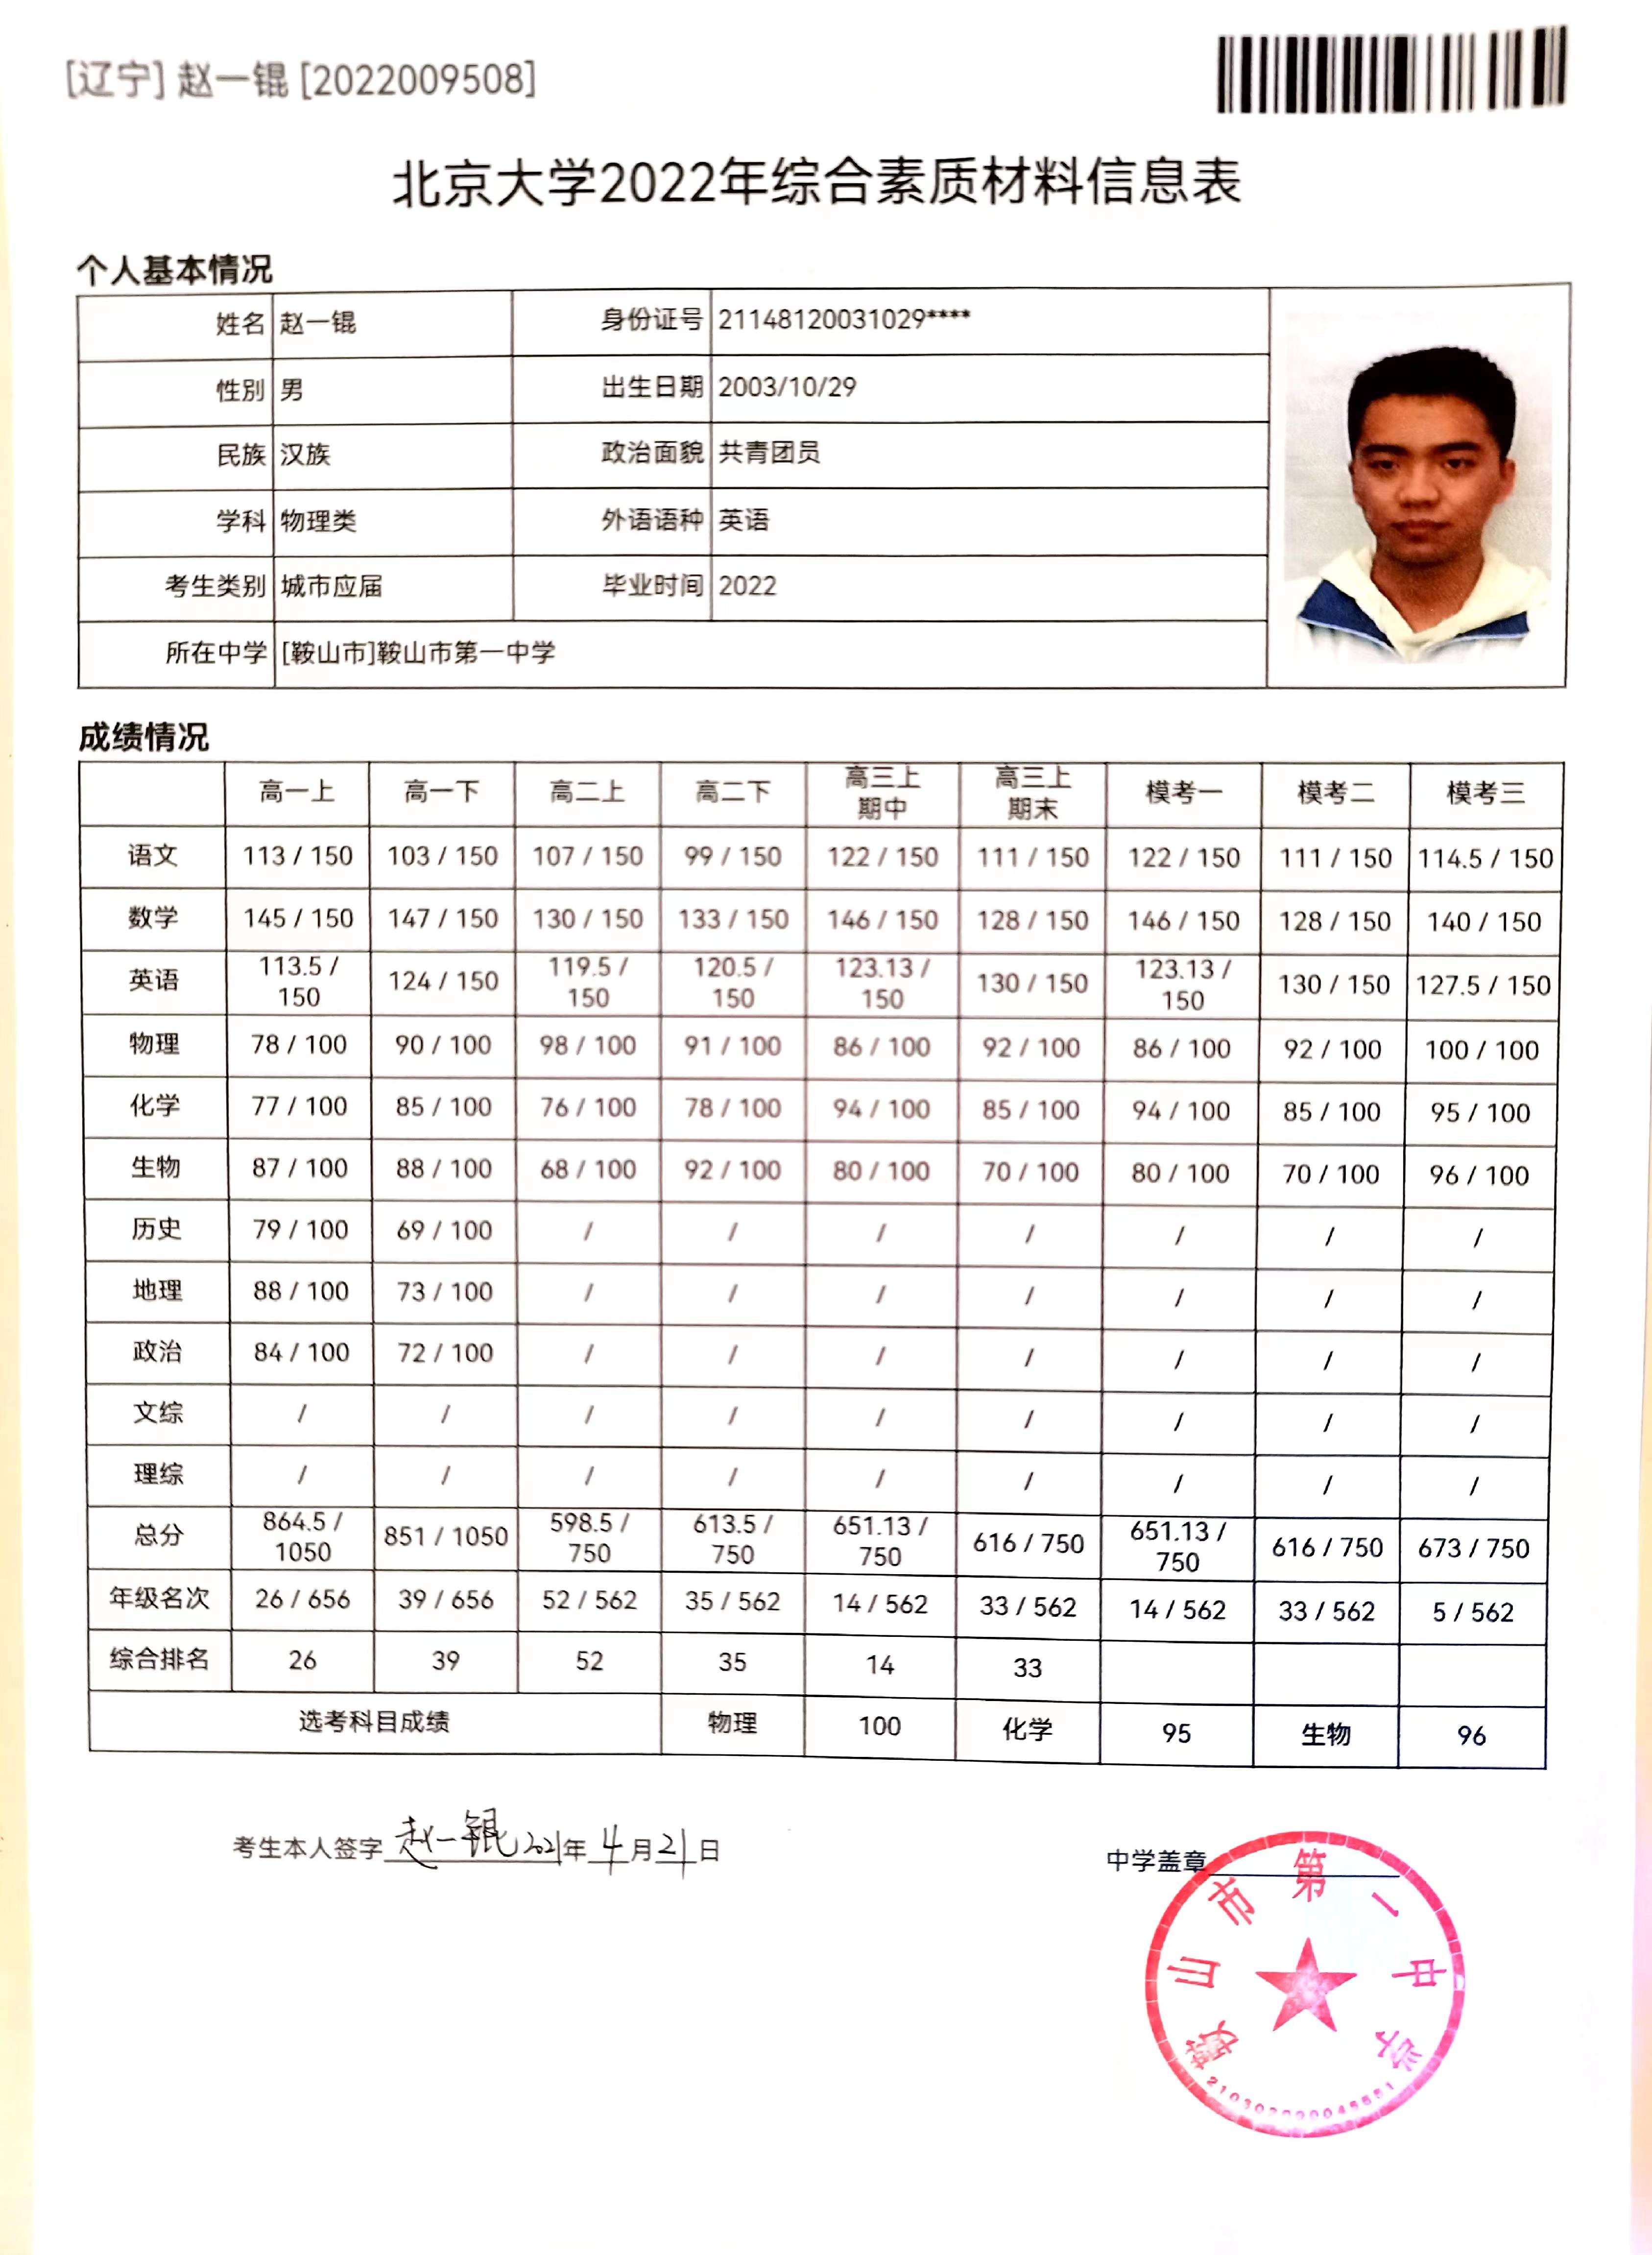 [辽宁] 赵一锟 [2022009508]
北京大学2022年综合素质材料信息表
个人基本情况
姓名 赵一锟 身份证号 21148120031029****
性别 男 出生日期 2003/10/29
民族 汉族 政治面貌 共青团员
学科 物理类 外语语种 英语
考生类别 城市应届 毕业时间 2022
所在中学 [鞍山市]鞍山市第一中学
成绩情况
高一上 高一下 高二上 高二下 高三上期中 高三上期末 模考一 模考二 模考三
语文 113 / 150 103 / 150 107 / 150 99 / 150 122 / 150 111 / 150 122 / 150 111 / 150 114.5 / 150
数学 145 / 150 147 / 150 130 / 150 133 / 150 146 / 150 128 / 150 146 / 150 128 / 150 140 / 150
英语 113.5 / 150 124 / 150 119.5 / 150 120.5 / 150 123.13 / 150 130 / 150 123.13 / 150 130 / 150 127.5 / 150
物理 78 / 100 90 / 100 98 / 100 91 / 100 86 / 100 92 / 100 86 / 100 92 / 100 100 / 100
化学 77 / 100 85 / 100 76 / 100 78 / 100 94 / 100 85 / 100 94 / 100 85 / 100 95 / 100
生物 87 / 100 88 / 100 68 / 100 92 / 100 80 / 100 70 / 100 80 / 100 70 / 100 96 / 100
历史 79 / 100 69 / 100 / / / / / / /
地理 88 / 100 73 / 100 / / / / / / /
政治 84 / 100 72 / 100 / / / / / / /
文综 / / / / / / / / /
理综 / / / / / / / / /
总分 864.5 / 1050 851 / 1050 598.5 / 750 613.5 / 750 651.13 / 750 616 / 750 651.13 / 750 616 / 750 673 / 750
年级名次 26 / 656 39 / 656 52 / 562 35 / 562 14 / 562 33 / 562 14 / 562 33 / 562 5 / 562
综合排名 26 39 52 35 14 33
选考科目成绩 物理 100 化学 95 生物 96
考生本人签字 赵一锟 2021年 4月21日
中学盖章
鞍山市第一中学